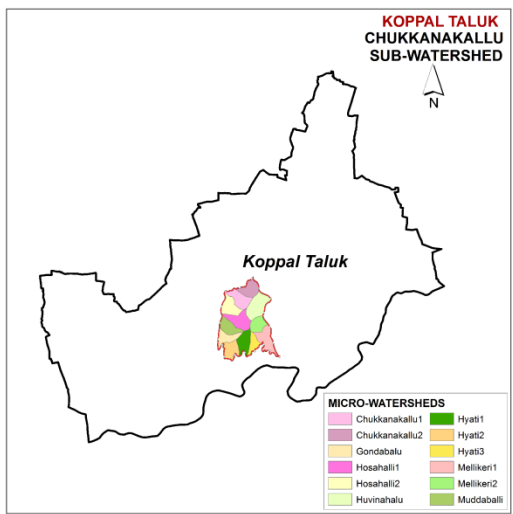 KOPPAL TALUK
CHUKKANAKALLU
SUB-WATERSHED
N
Koppal Taluk
MICRO-WATERSHEDS
Chukkanakallu1
Chukkanakallu2
Gondabalu
Hosahalli1
Hosahalli2
Huvinahalu
Hyati1
Hyati2
Hyati3
Mellikeri1
Mellikeri2
Muddaballi